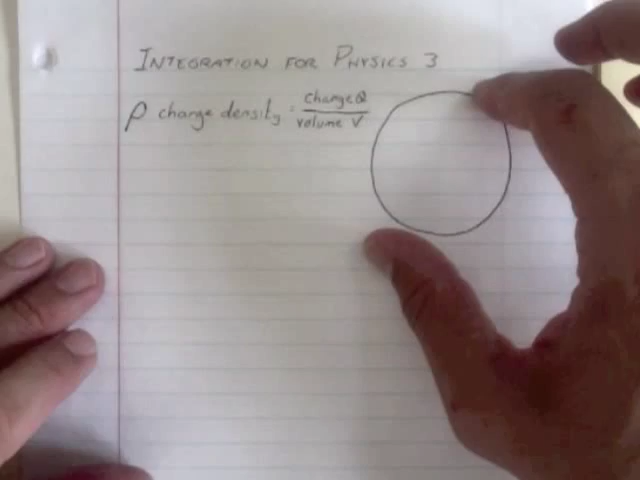 INTEGRATION FOR PHYSICS 3
ρ charge density = charge Q
volume V